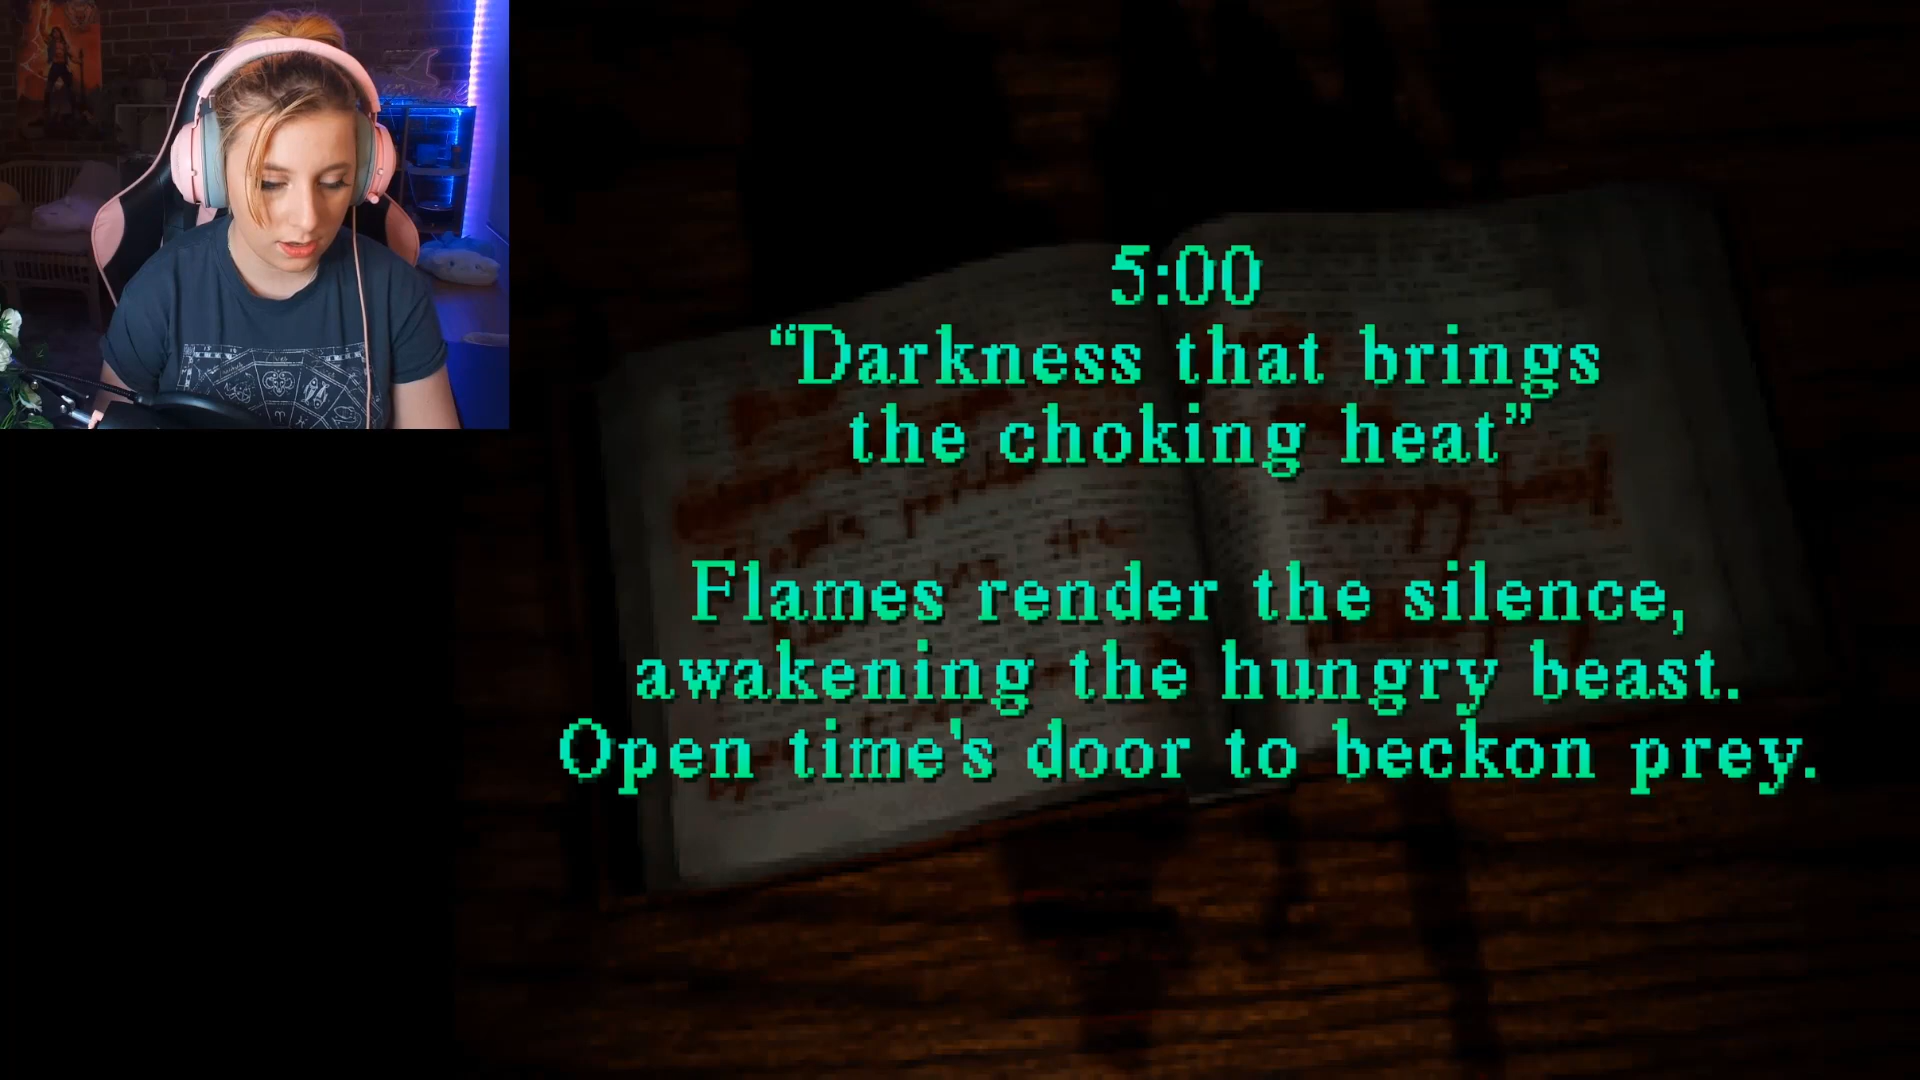 5:00
“Darkness that brings
the choking heat”
Flames render the silence,
awakening the hungry beast.
Open time's door to beckon prey.